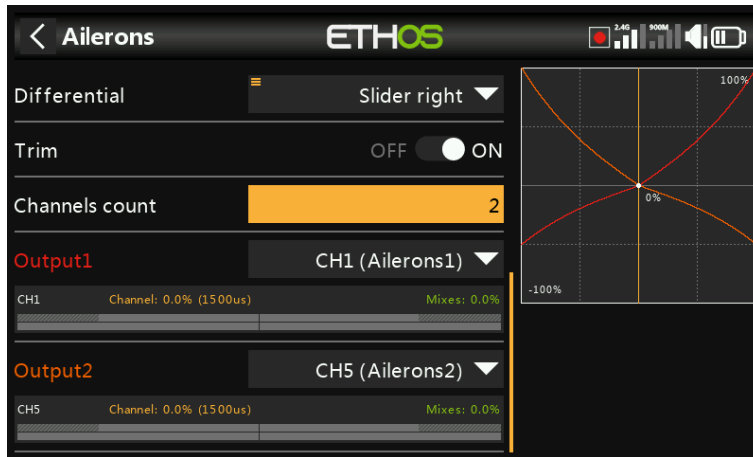 Ailerons
ETHOS
2.4G
900M
Differential
Slider right
100%
Trim
OFF
ON
Channels count
2
0%
Output1
CH1 (Ailerons1)
-100%
CH1
Channel: 0.0% (1500us)
Mixes: 0.0%
Output2
CH5 (Ailerons2)
CH5
Channel: 0.0% (1500us)
Mixes: 0.0%